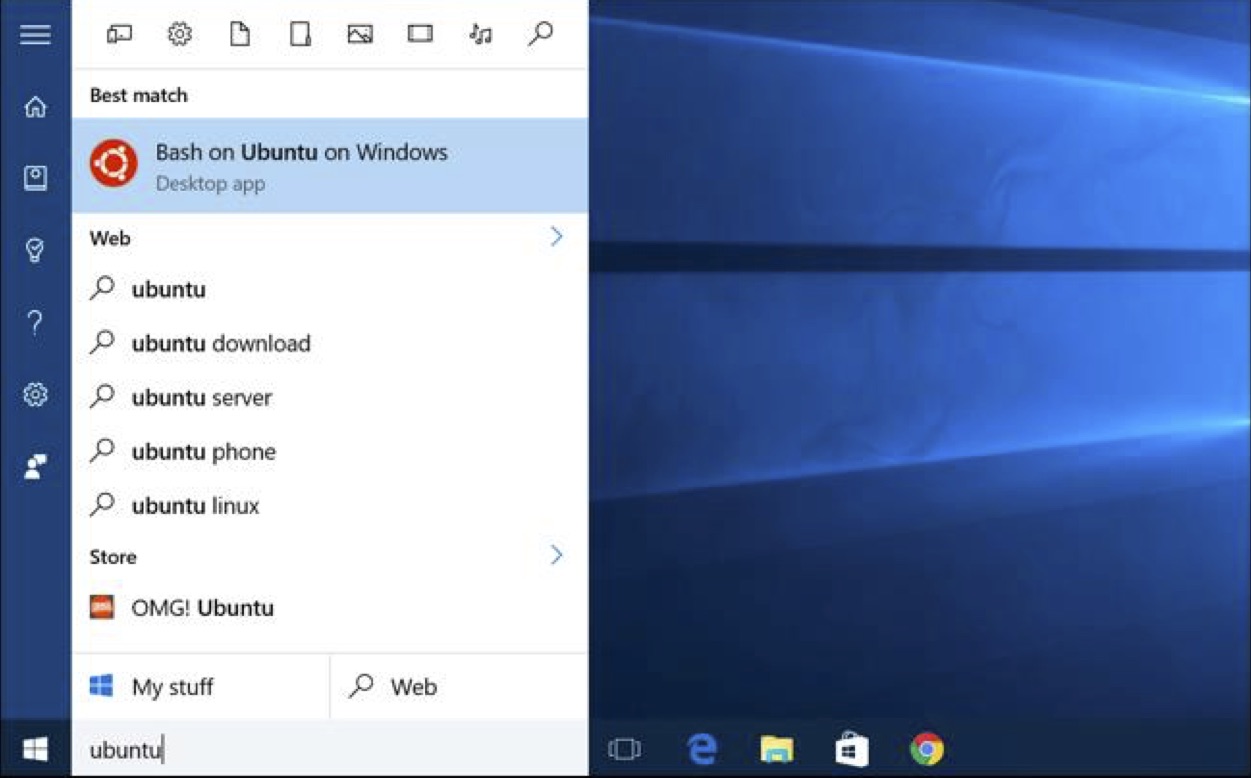 Best match
Bash on Ubuntu on Windows
Desktop app
Web
ubuntu
ubuntu download
ubuntu server
ubuntu phone
ubuntu linux
Store
OMG! Ubuntu
My stuff
Web
ubuntu